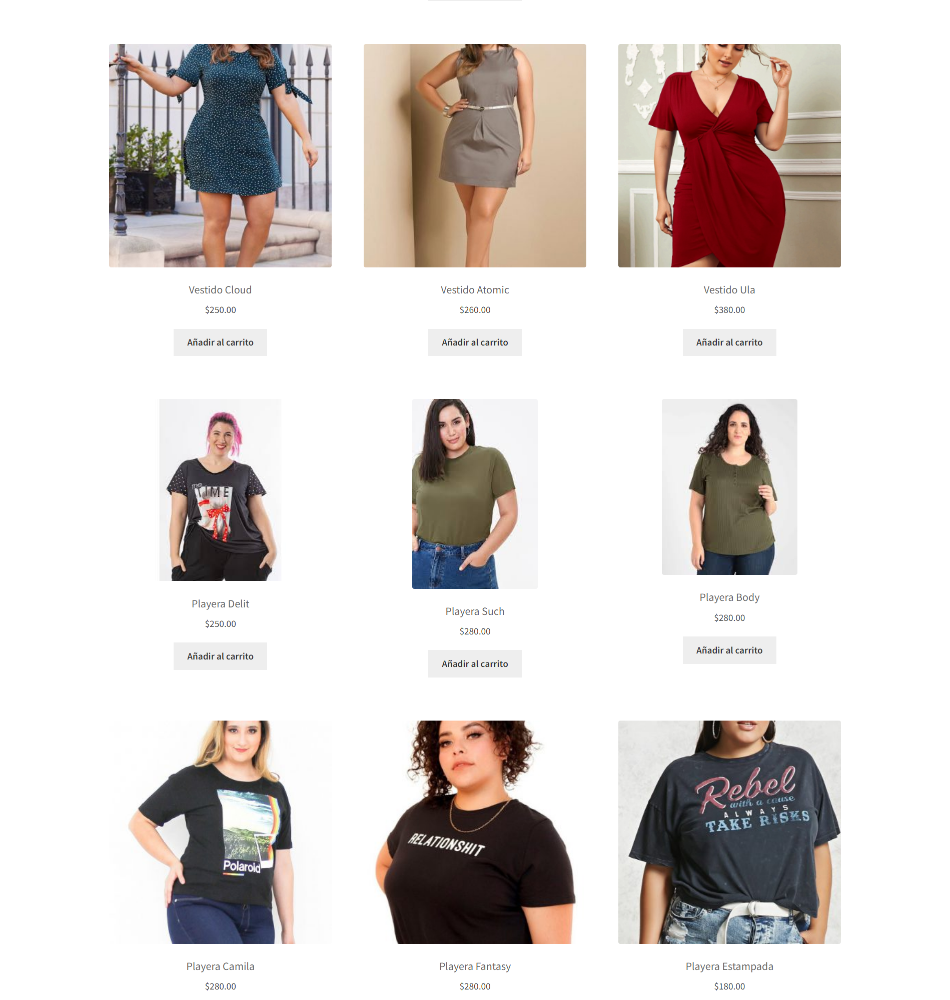 Vestido Cloud
$250.00
Añadir al carrito
Vestido Atomic
$260.00
Añadir al carrito
Vestido Ula
$380.00
Añadir al carrito
the
TIME
Playera Delit
$250.00
Añadir al carrito
Playera Such
$280.00
Añadir al carrito
Playera Body
$280.00
Añadir al carrito
Polaroid
Playera Camila
$280.00
RELATIONSHIT
Playera Fantasy
$280.00
Rebel
with a cause
ALWAYS
TAKE RISKS
Playera Estampada
$180.00